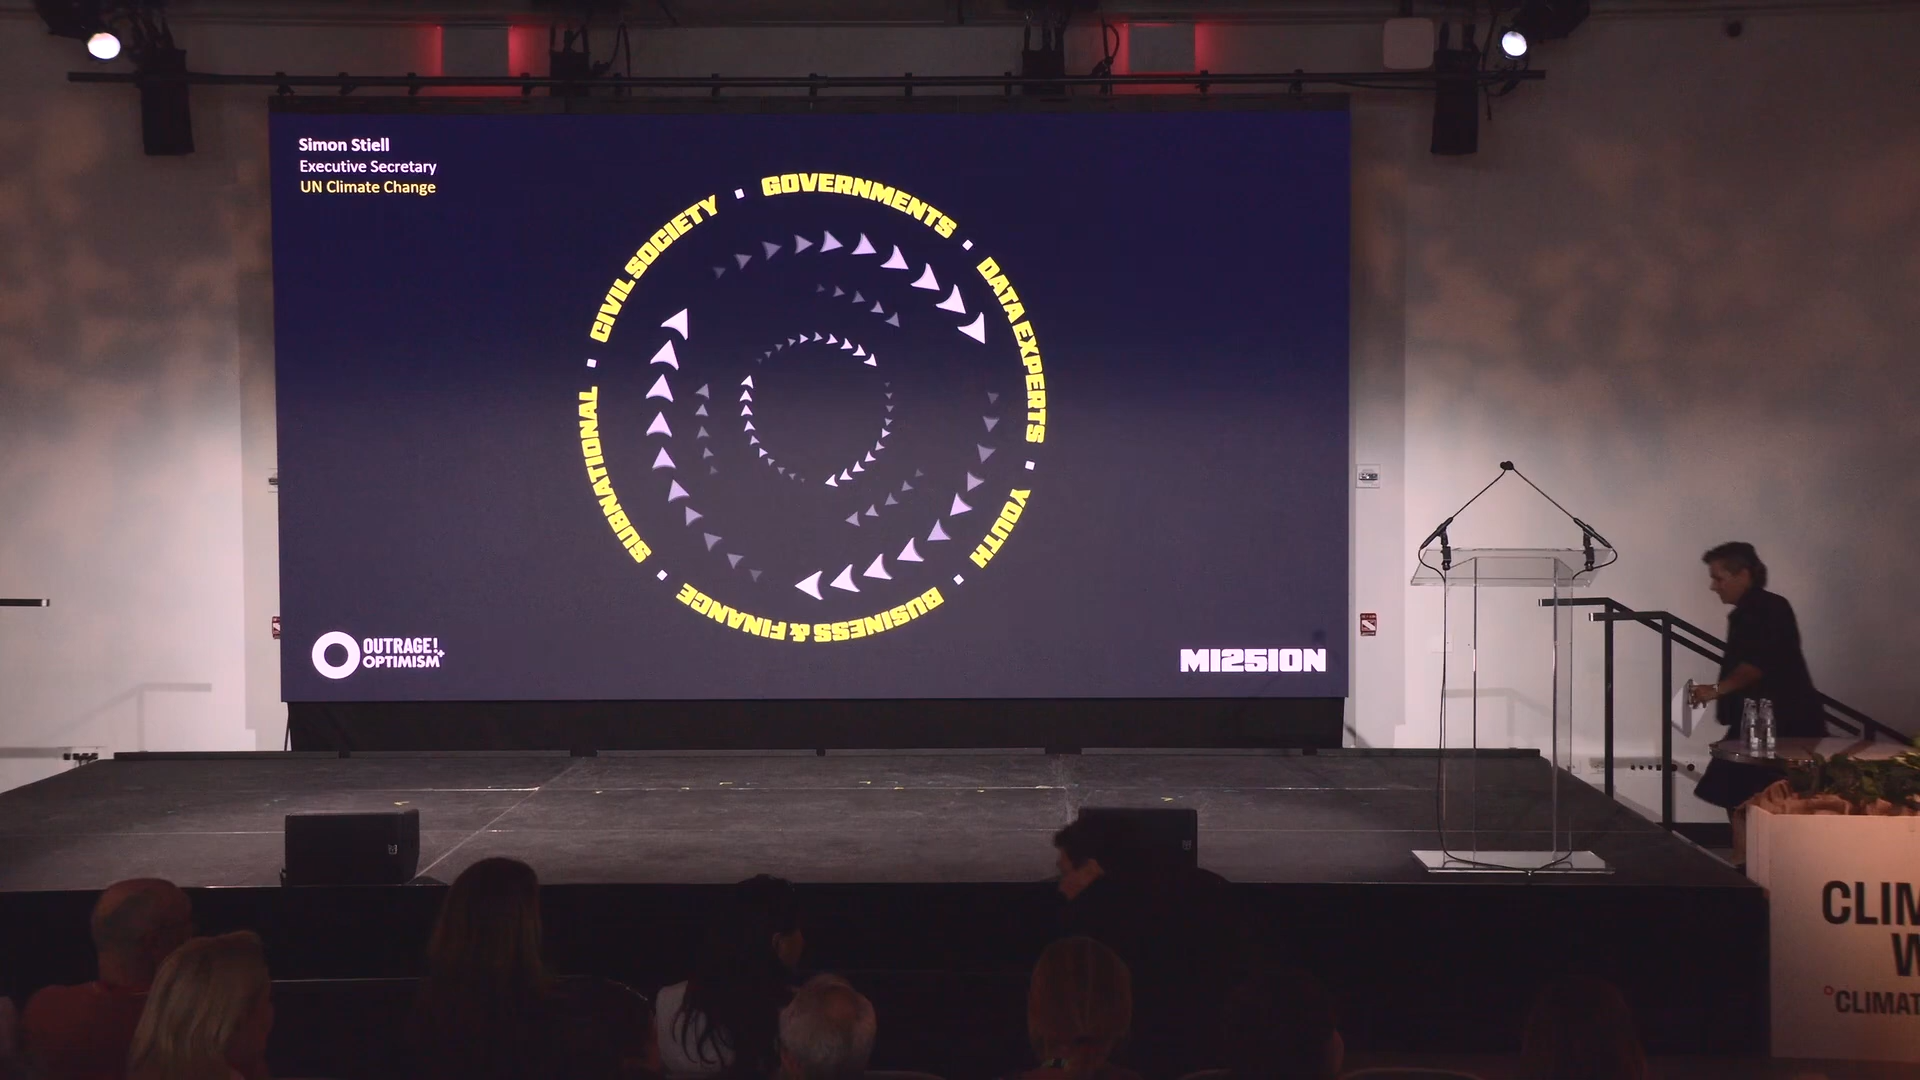 Simon Stiell
Executive Secretary
UN Climate Change
GOVERNMENTS
DATA EXPERTS
YOUTH
BUSINESS & FINANCE
SUBNATIONAL
CIVIL SOCIETY
OUTRAGE!
OPTIMISM+
MI25ION
CLIM
W
°CLIMAT